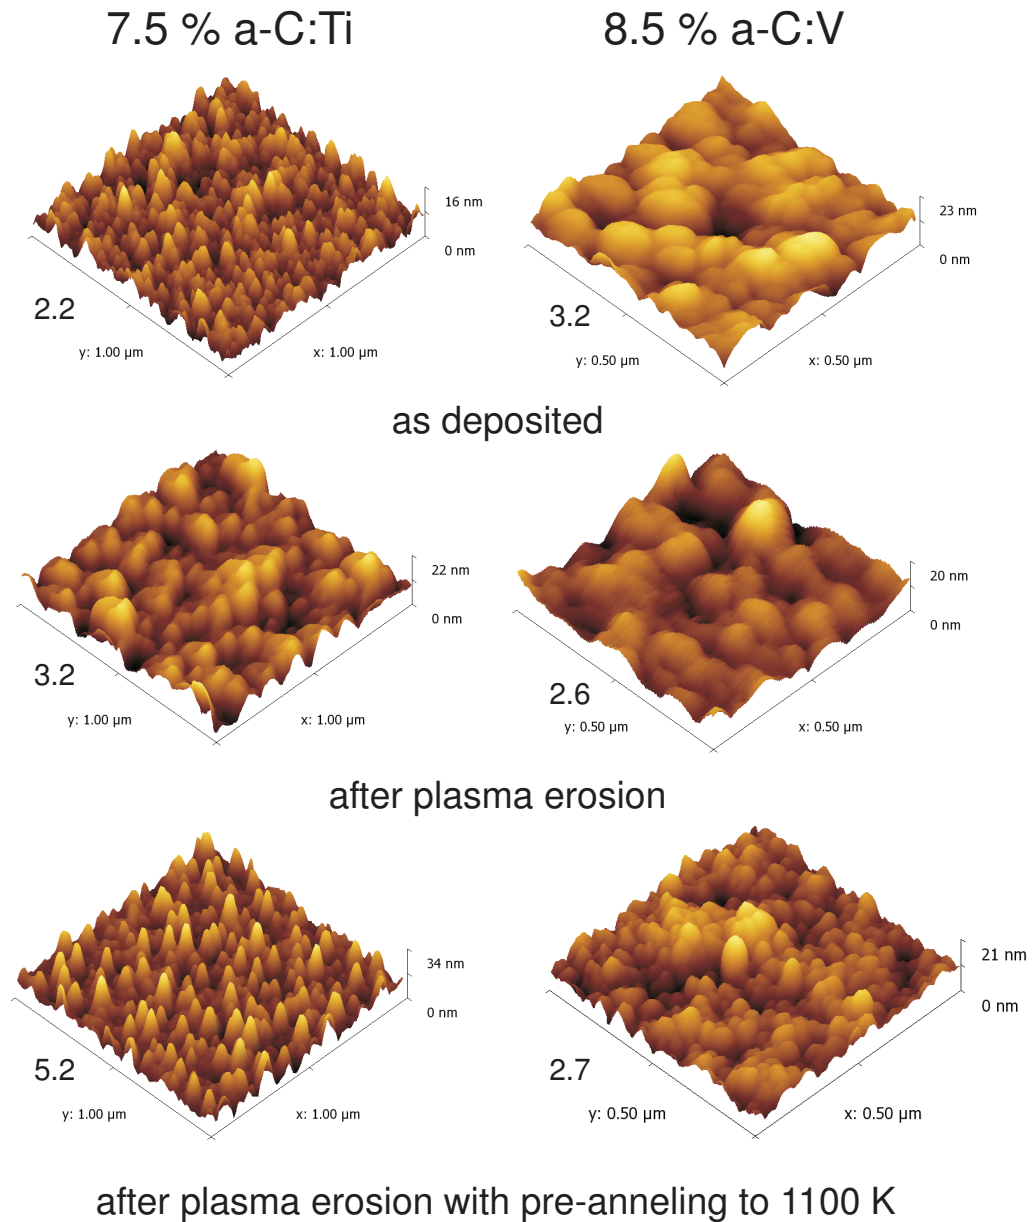 7.5 % a-C:Ti
8.5 % a-C:V
16 nm
0 nm
2.2
y: 1.00 µm
x: 1.00 µm
23 nm
0 nm
3.2
y: 0.50 µm
x: 0.50 µm
as deposited
22 nm
0 nm
3.2
y: 1.00 µm
x: 1.00 µm
20 nm
0 nm
2.6
y: 0.50 µm
x: 0.50 µm
after plasma erosion
34 nm
0 nm
5.2
y: 1.00 µm
x: 1.00 µm
21 nm
0 nm
2.7
y: 0.50 µm
x: 0.50 µm
after plasma erosion with pre-anneling to 1100 K